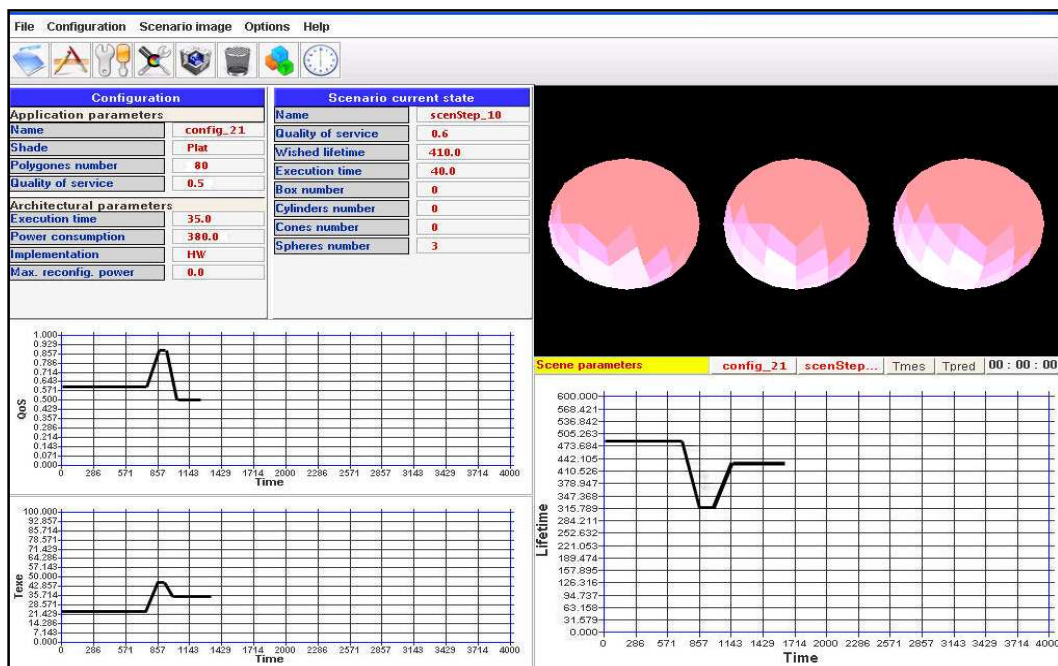 File Configuration Scenario image Options Help
Configuration
Application parameters
Name config_21
Shade Plat
Polygones number 80
Quality of service 0.5
Architectural parameters
Execution time 35.0
Power consumption 380.0
Implementation HW
Max. reconfig. power 0.0
Scenario current state
Name scenStep_10
Quality of service 0.6
Wished lifetime 410.0
Execution time 40.0
Box number 0
Cylinders number 0
Cones number 0
Spheres number 3
Scene parameters config_21 scenStep... Tmes Tpred 00 : 00 : 00
QoS
1.000
0.929
0.857
0.786
0.714
0.643
0.571
0.500
0.429
0.357
0.286
0.214
0.143
0.071
0.000
0 286 571 857 1143 1429 1714 2000 2286 2571 2857 3143 3429 3714 4000
Time
Texe
100.000
92.857
85.714
78.571
71.429
64.286
57.143
50.000
42.857
35.714
28.571
21.429
14.286
7.143
0.000
0 286 571 857 1143 1429 1714 2000 2286 2571 2857 3143 3429 3714 4000
Time
Lifetime
600.000
568.421
536.842
505.263
473.684
442.105
410.526
378.947
347.368
315.789
284.211
252.632
221.053
189.474
157.895
126.316
94.737
63.158
31.579
0.000
0 286 571 857 1143 1429 1714 2000 2286 2571 2857 3143 3429 3714 4000
Time